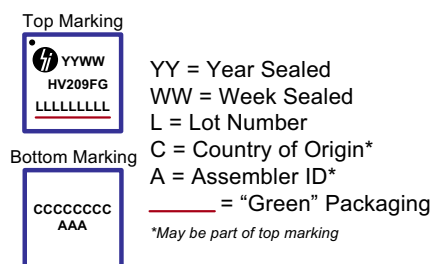 Top Marking
YYWW
HV209FG
LLLLLLLLL
Bottom Marking
CCCCCCCC
AAA
YY = Year Sealed
WW = Week Sealed
L = Lot Number
C = Country of Origin*
A = Assembler ID*
= “Green” Packaging
*May be part of top marking